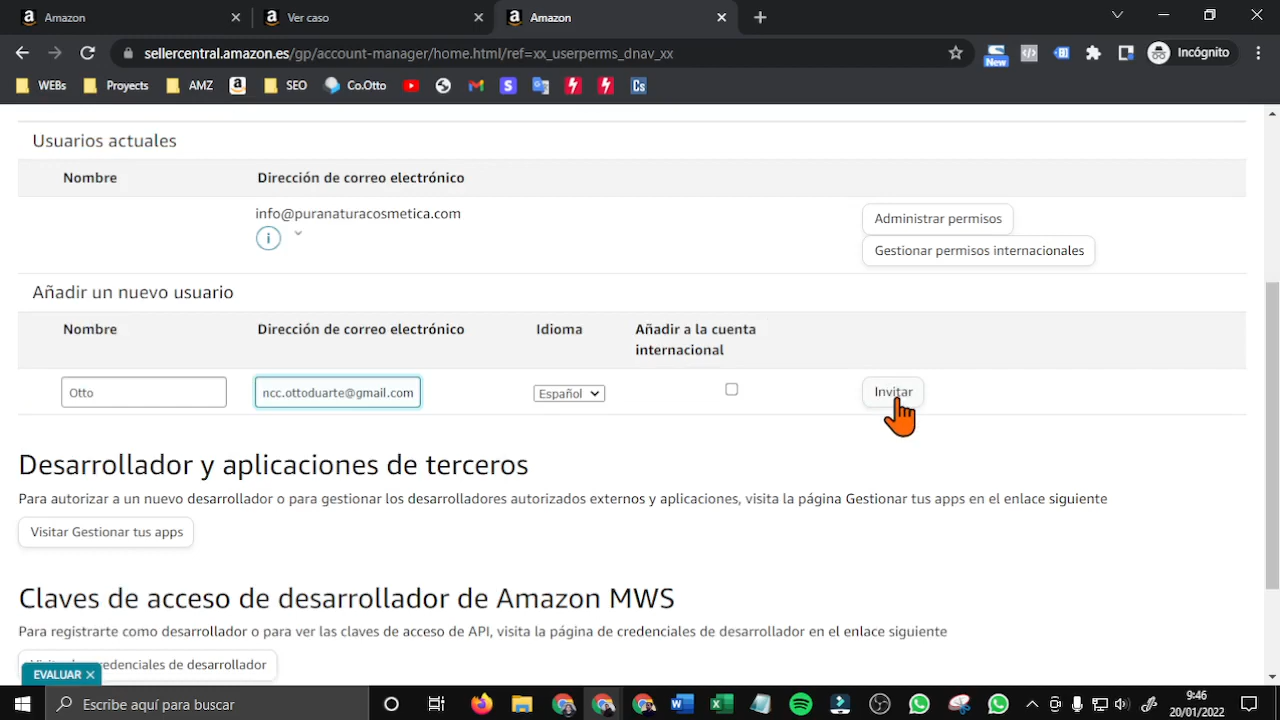 Amazon
Ver caso
Amazon
sellercentral.amazon.es/gp/account-manager/home.html/ref=xx_userperms_dnav_xx
New
Incógnito
WEBs
Proyects
AMZ
SEO
Co.Otto
S
Cs
Usuarios actuales
Nombre
Dirección de correo electrónico
info@puranaturacosmetica.com
Administrar permisos
Gestionar permisos internacionales
Añadir un nuevo usuario
Nombre
Dirección de correo electrónico
Idioma
Añadir a la cuenta
internacional
Otto
ncc.ottoduarte@gmail.com
Español
Invitar
Desarrollador y aplicaciones de terceros
Para autorizar a un nuevo desarrollador o para gestionar los desarrolladores autorizados externos y aplicaciones, visita la página Gestionar tus apps en el enlace siguiente
Visitar Gestionar tus apps
Claves de acceso de desarrollador de Amazon MWS
Para registrarte como desarrollador o para ver las claves de acceso de API, visita la página de credenciales de desarrollador en el enlace siguiente
credenciales de desarrollador
EVALUAR
Escribe aquí para buscar
9:46
20/01/2022